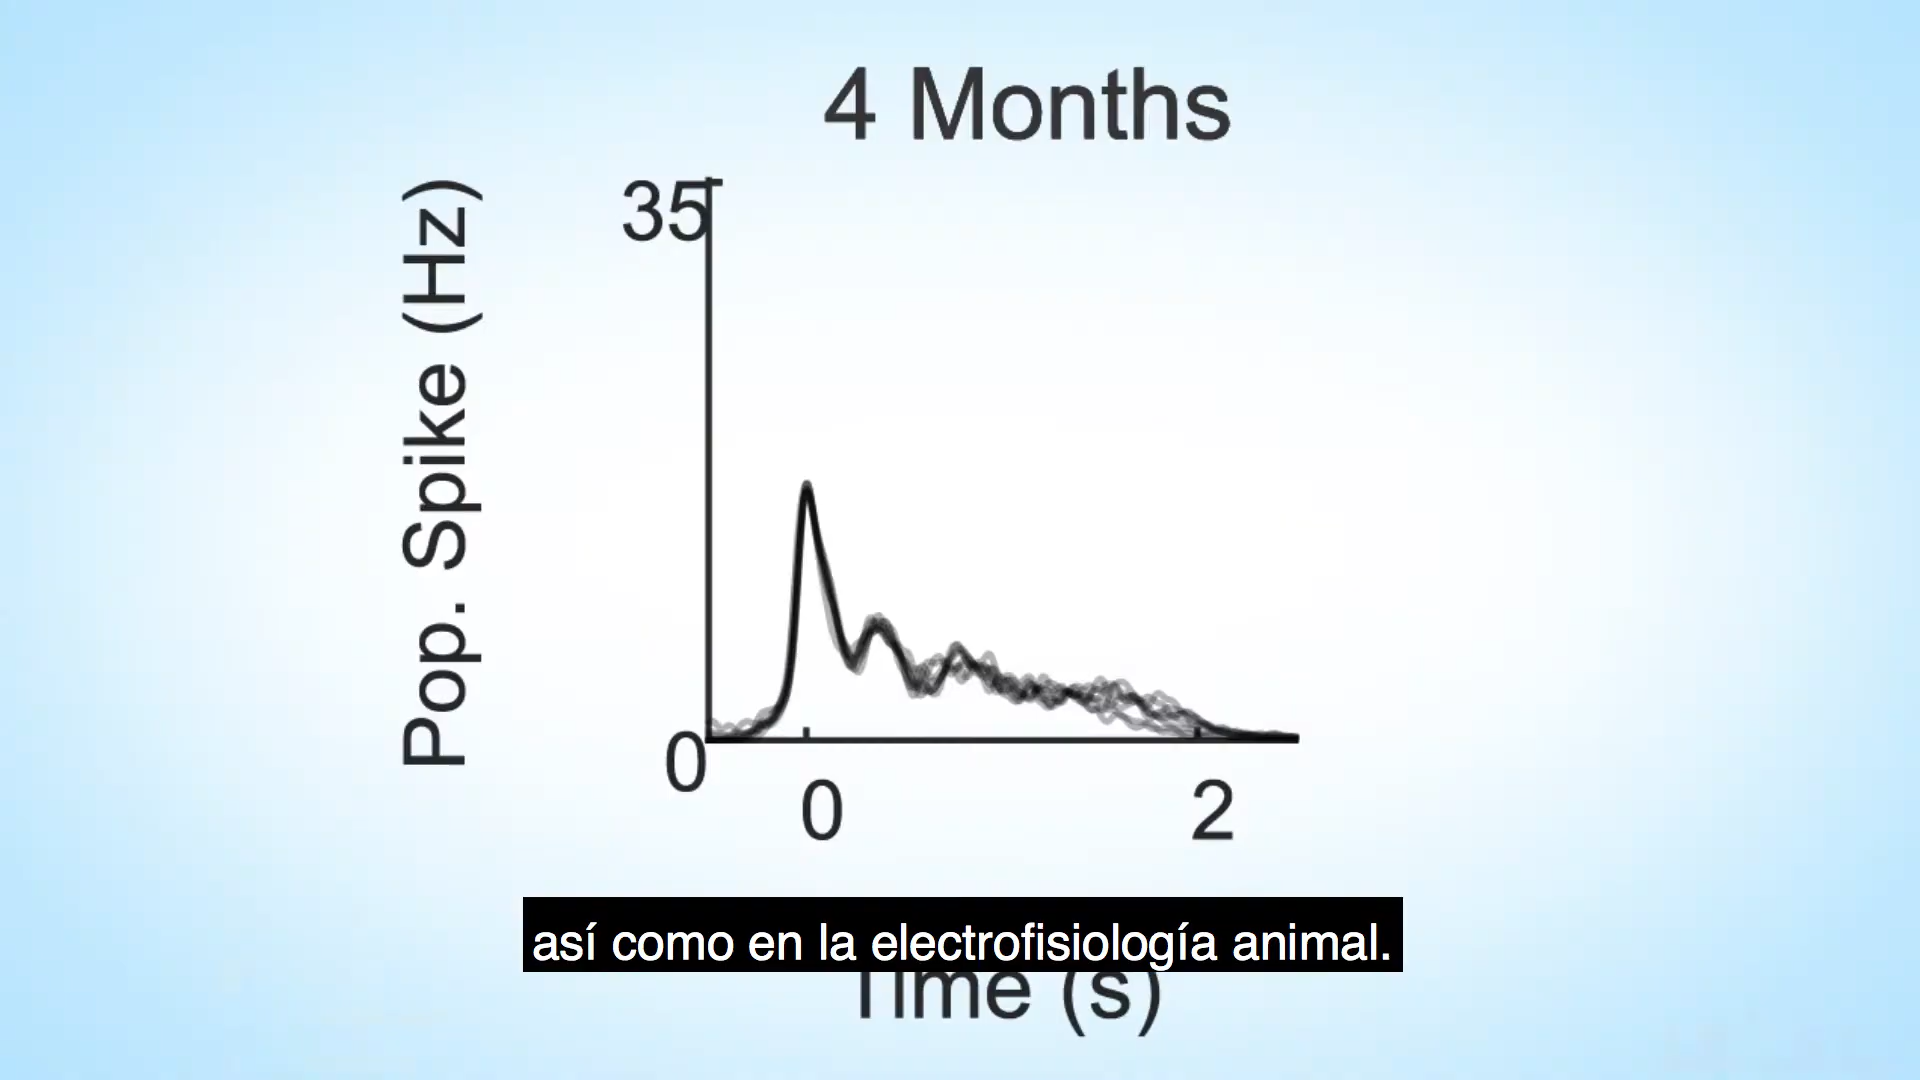 4 Months
35
Pop. Spike (Hz)
0
0 2
así como en la electrofisiología animal.
Time (s)